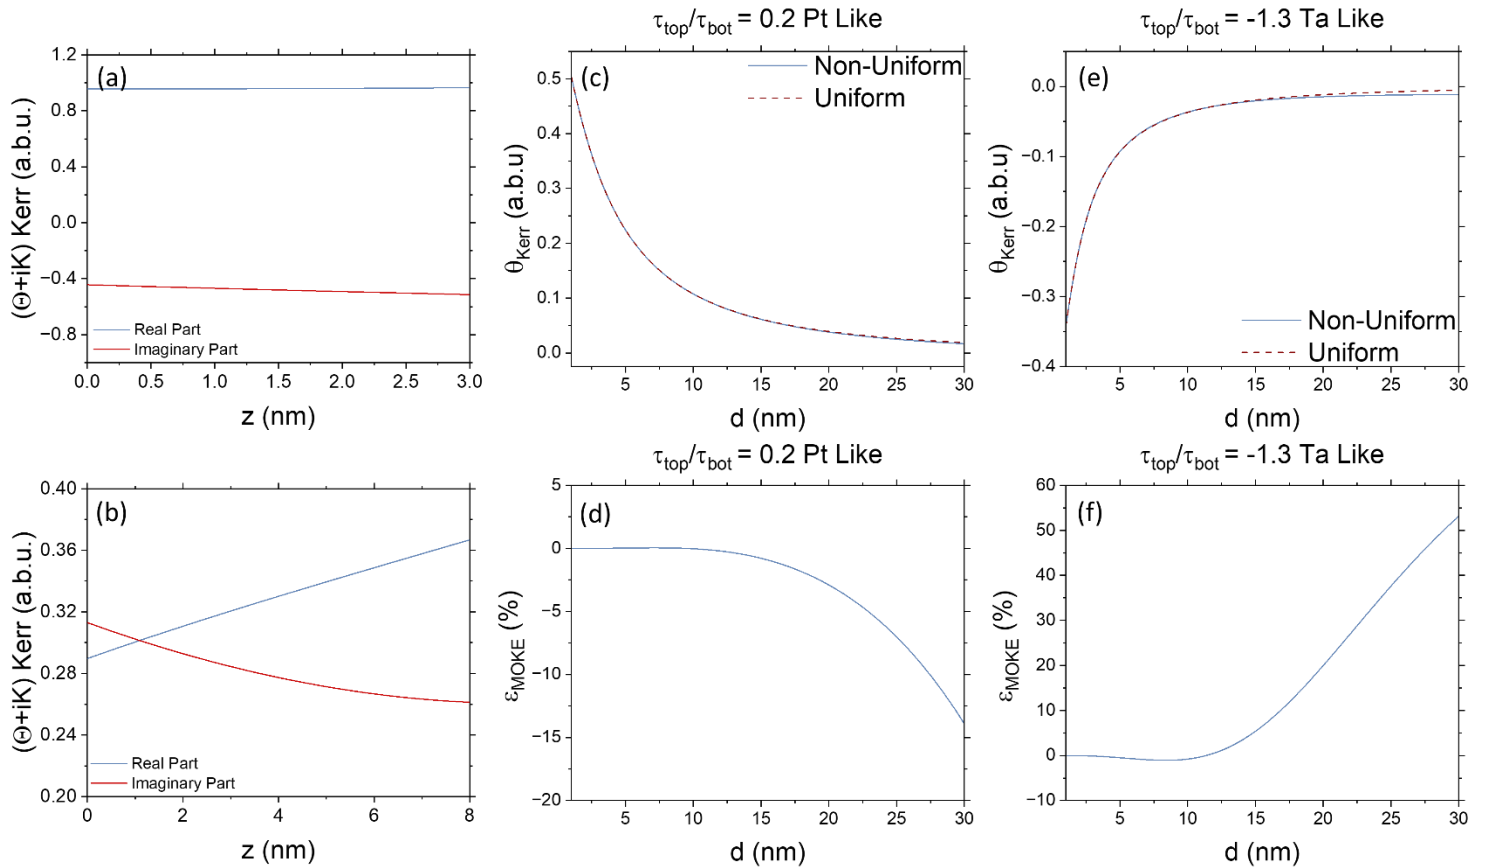 (a)
1.2
0.8
0.4
0.0
−0.4
−0.8
(Θ+iK) Kerr (a.b.u.)
Real Part
Imaginary Part
0.0 0.5 1.0 1.5 2.0 2.5 3.0
z (nm)
(b)
0.40
0.36
0.32
0.28
0.24
0.20
(Θ+iK) Kerr (a.b.u.)
Real Part
Imaginary Part
0 2 4 6 8
z (nm)
τtop/τbot = 0.2 Pt Like
(c)
Non-Uniform
Uniform
0.5
0.4
0.3
0.2
0.1
0.0
θKerr (a.b.u)
5 10 15 20 25 30
d (nm)
τtop/τbot = 0.2 Pt Like
(d)
5
0
−5
−10
−15
−20
εMOKE (%)
5 10 15 20 25 30
d (nm)
τtop/τbot = -1.3 Ta Like
(e)
0.0
−0.1
−0.2
−0.3
−0.4
θKerr (a.b.u)
Non-Uniform
Uniform
5 10 15 20 25 30
d (nm)
τtop/τbot = -1.3 Ta Like
(f)
60
50
40
30
20
10
0
−10
εMOKE (%)
5 10 15 20 25 30
d (nm)